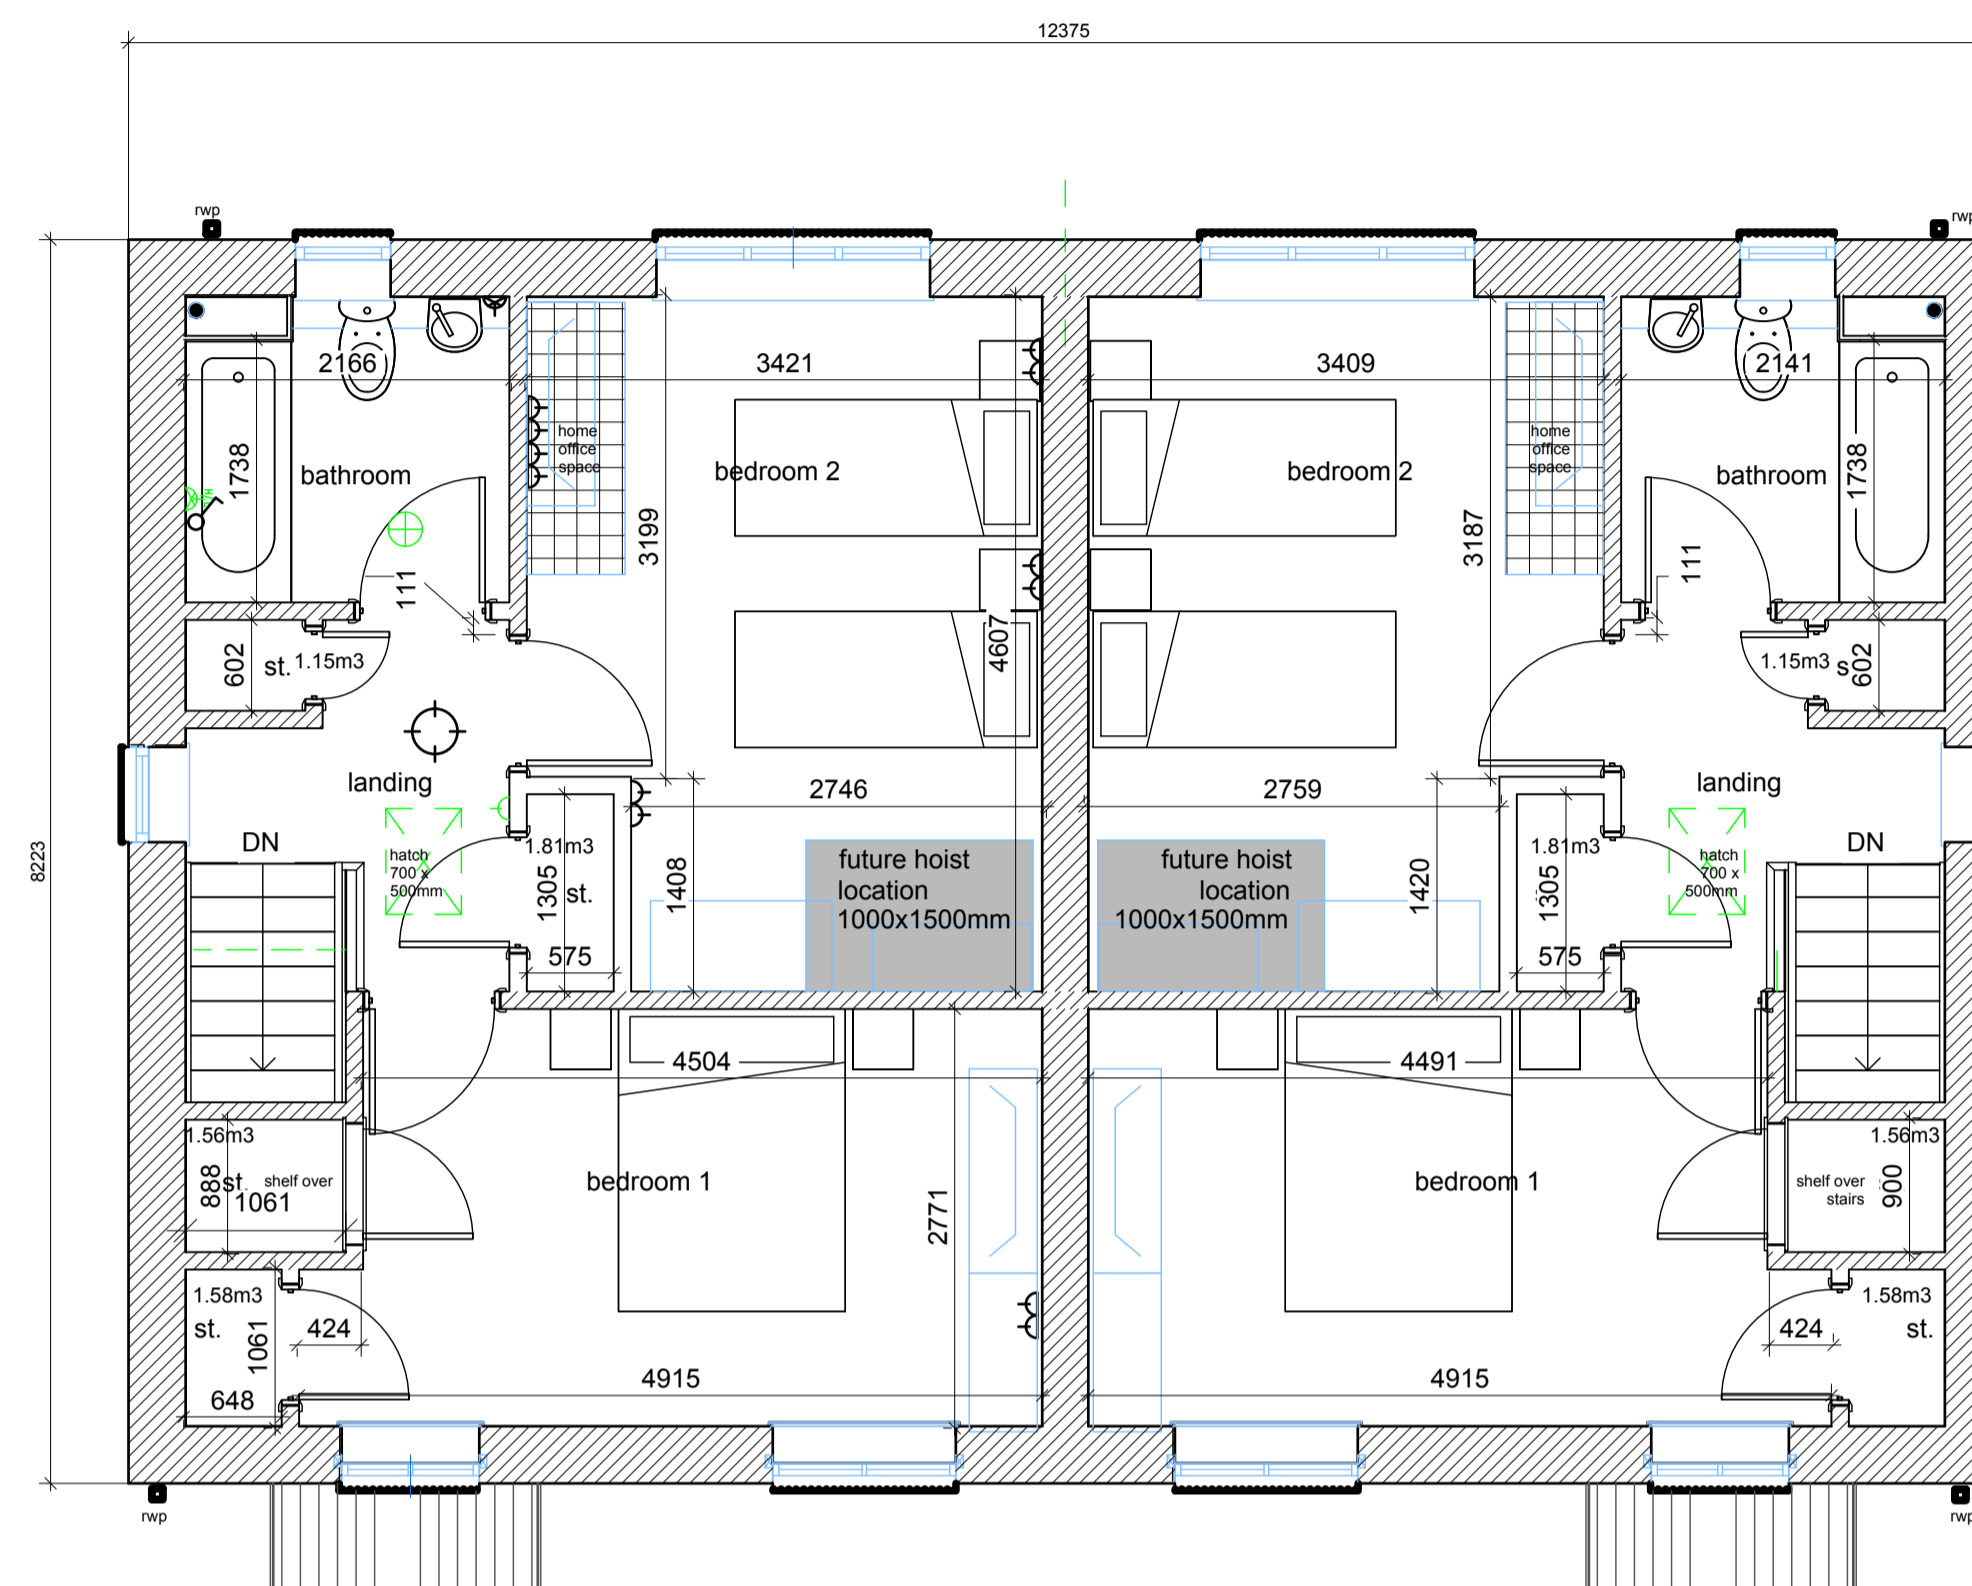 12375
rwp
rwp
2166
3421
3409
2141
home
office
space
home
office
space
bathroom
bedroom 2
bedroom 2
bathroom
1738
1738
3199
3187
111
111
4607
602
st.
1.15m3
1.15m3
602
landing
2746
2759
landing
DN
DN
8223
hatch
700 x
500mm
1.81m3
1305
st.
575
1408
future hoist
location
1000x1500mm
future hoist
location
1000x1500mm
1420
1.81m3
1305
575
hatch
700 x
500mm
4504
4491
1.56m3
888
st.
shelf over
1061
bedroom 1
2771
bedroom 1
1.56m3
shelf over
stairs
900
1.58m3
st.
1061
424
648
4915
4915
424
1.58m3
st.
rwp
rwp